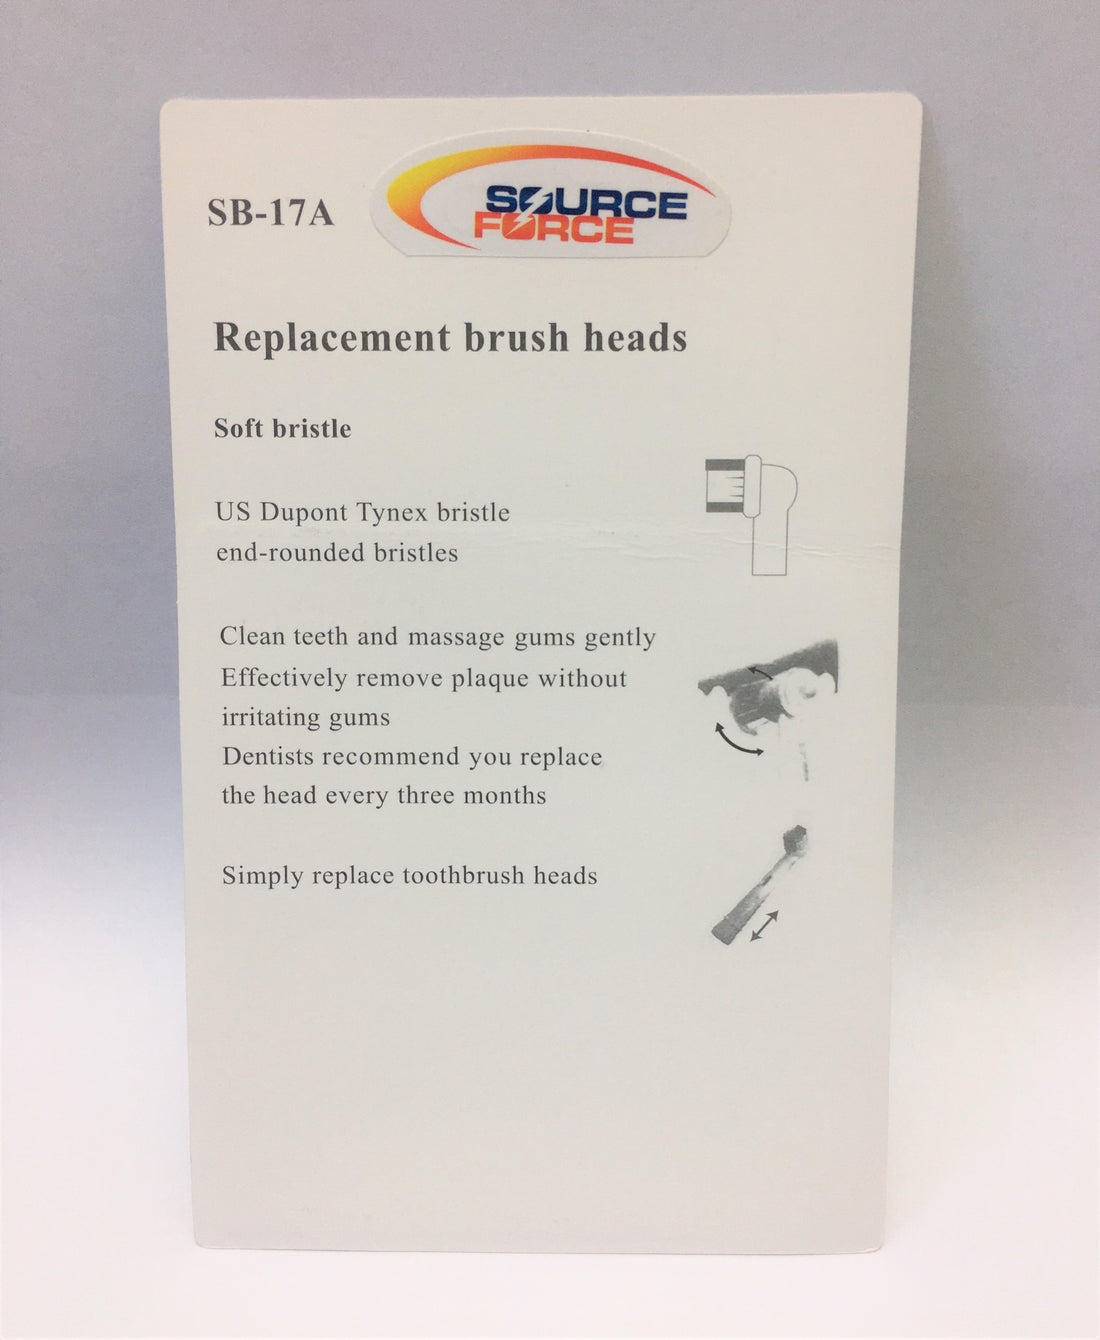 SB-17A
SOURCE
FORCE
Replacement brush heads
Soft bristle
US Dupont Tynex bristle
end-rounded bristles
Clean teeth and massage gums gently
Effectively remove plaque without
irritating gums
Dentists recommend you replace
the head every three months
Simply replace toothbrush heads